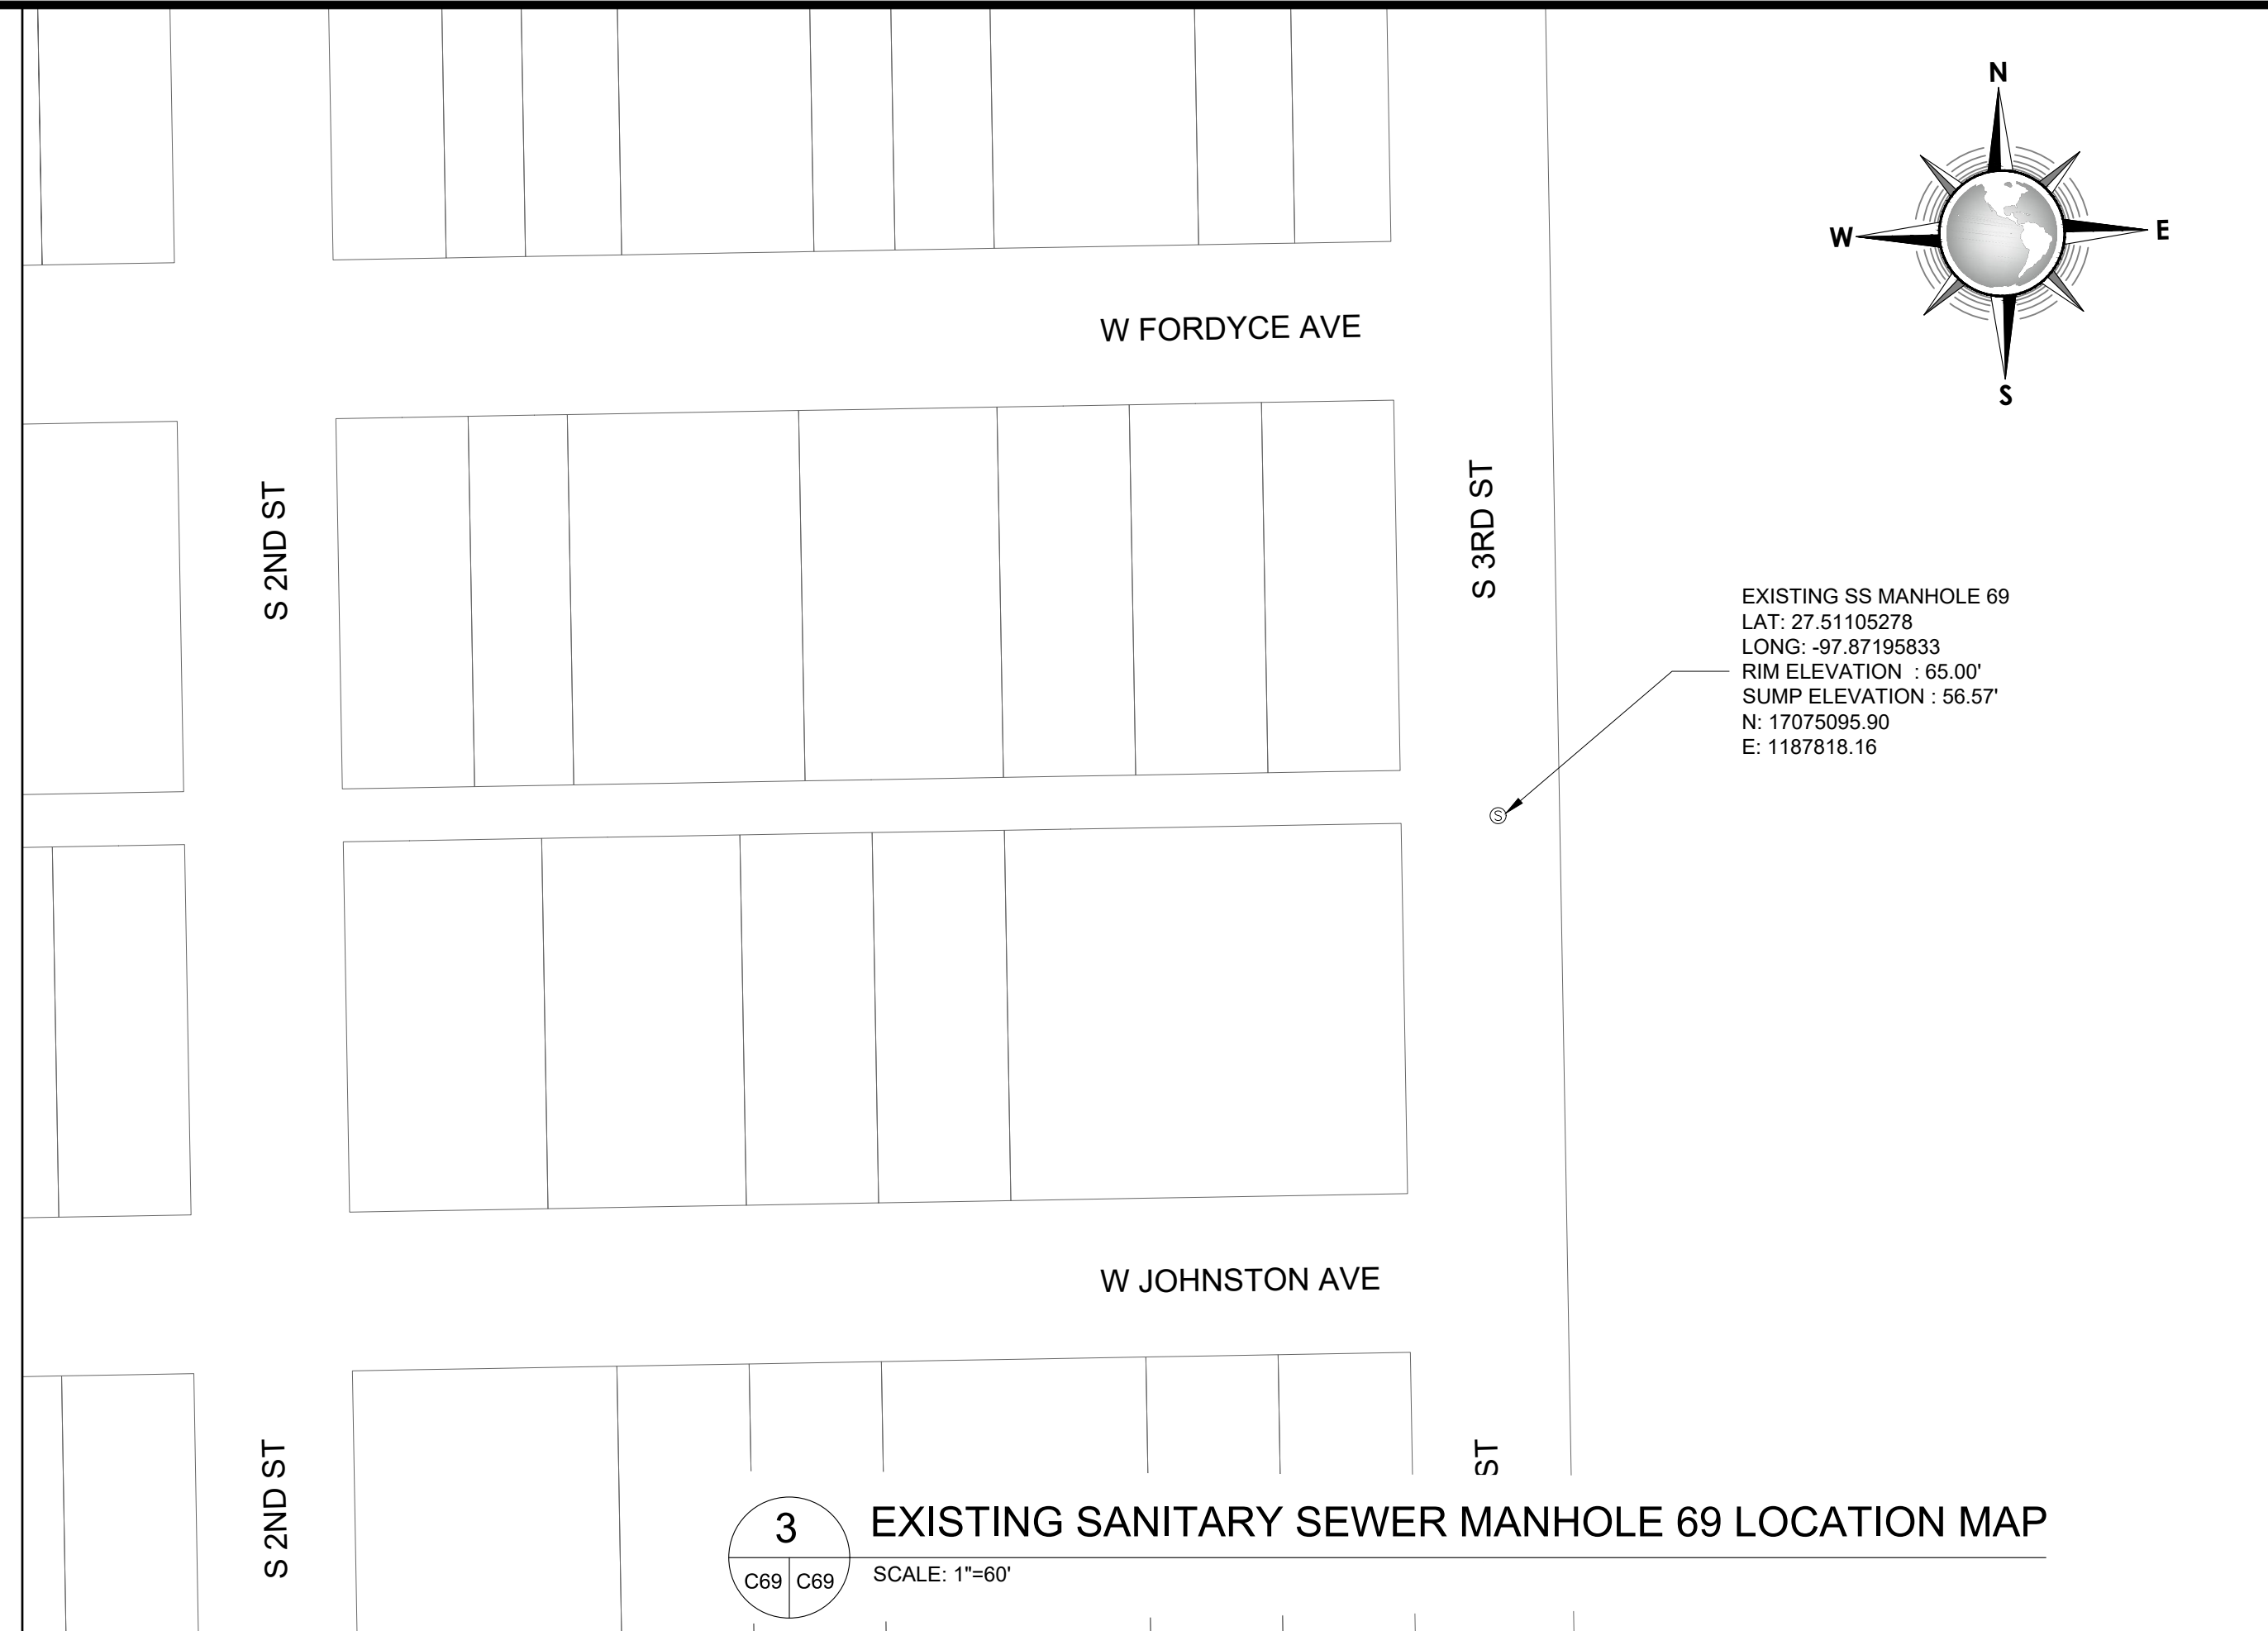 N
W
E
S
W FORDYCE AVE
S 2ND ST
S 3RD ST
EXISTING SS MANHOLE 69
LAT: 27.51105278
LONG: -97.87195833
RIM ELEVATION : 65.00'
SUMP ELEVATION : 56.57'
N: 17075095.90
E: 1187818.16
S
W JOHNSTON AVE
S 2ND ST
ST
3
C69 C69
EXISTING SANITARY SEWER MANHOLE 69 LOCATION MAP
SCALE: 1"=60'